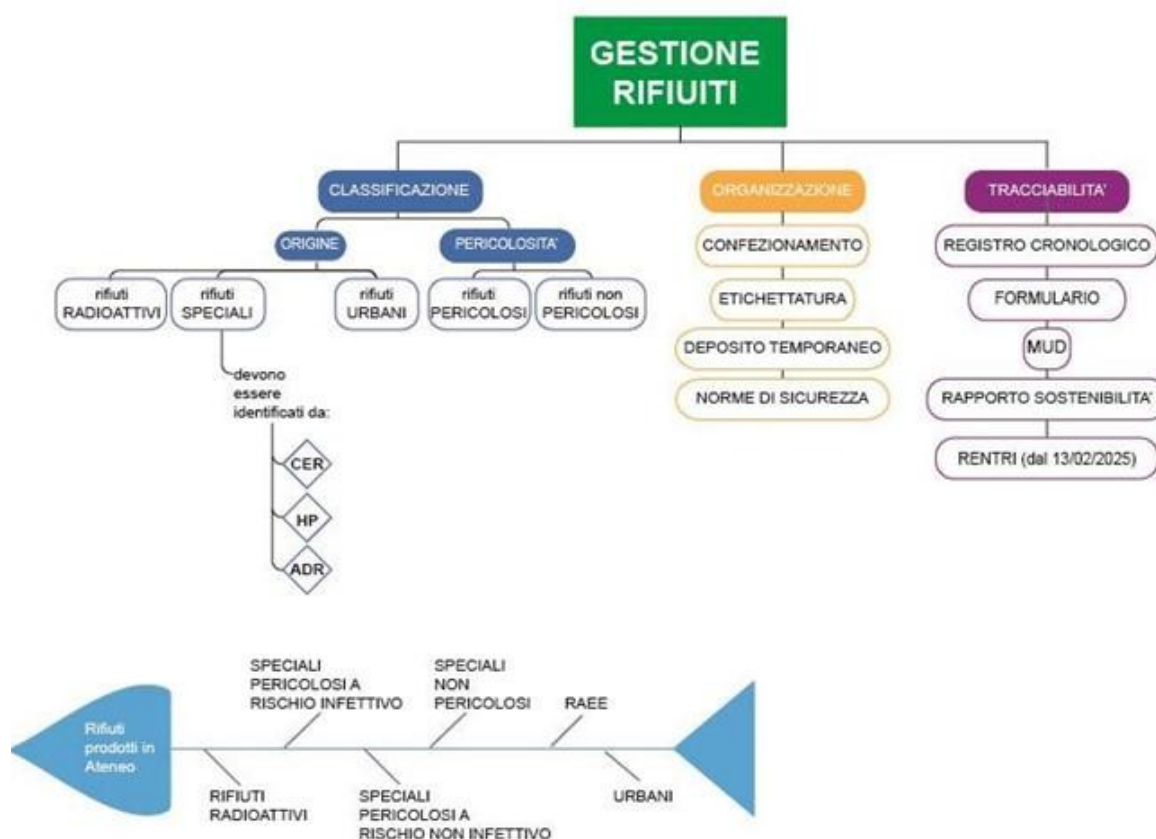 GESTIONE
RIFIUITI
CLASSIFICAZIONE
ORGANIZZAZIONE
TRACCIABILITA'
ORIGINE
PERICOLOSITA'
CONFEZIONAMENTO
REGISTRO CRONOLOGICO
rifiuti
RADIOATTIVI
rifiuti
SPECIALI
rifiuti
URBANI
rifiuti
PERICOLOSI
rifiuti non
PERICOLOSI
ETICHETTATURA
FORMULARIO
DEPOSITO TEMPORANEO
MUD
devono
essere
identificati da:
NORME DI SICUREZZA
RAPPORTO SOSTENIBILITA'
CER
RENTRI (dal 13/02/2025)
HP
ADR
SPECIALI
PERICOLOSI A
RISCHIO INFETTIVO
SPECIALI
NON
PERICOLOSI
RAEE
Rifiuti
prodotti in
Ateneo
RIFIUTI
RADIOATTIVI
SPECIALI
PERICOLOSI A
RISCHIO NON INFETTIVO
URBANI